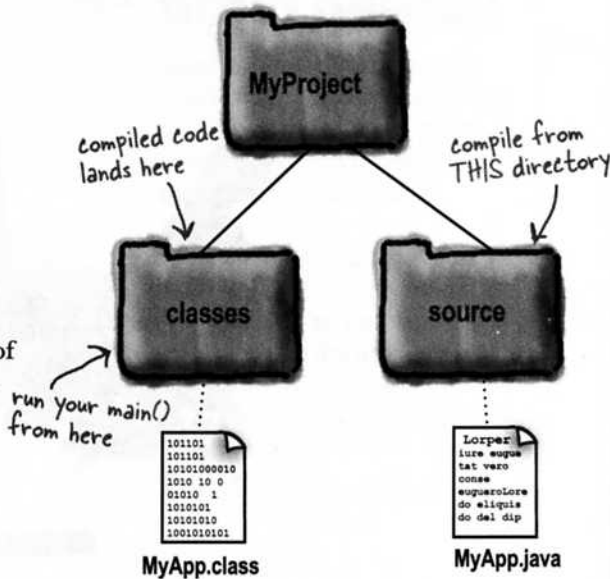 MyProject
compiled code
lands here
compile from
THIS directory
classes
source
of
run your main()
from here
101101
101101
10101000010
1010 10 0
01010 1
1010101
10101010
1001010101
MyApp.class
Lorper
iure eugue
tat vero
conse
eugueroLore
do eliquis
do del dip
MyApp.java